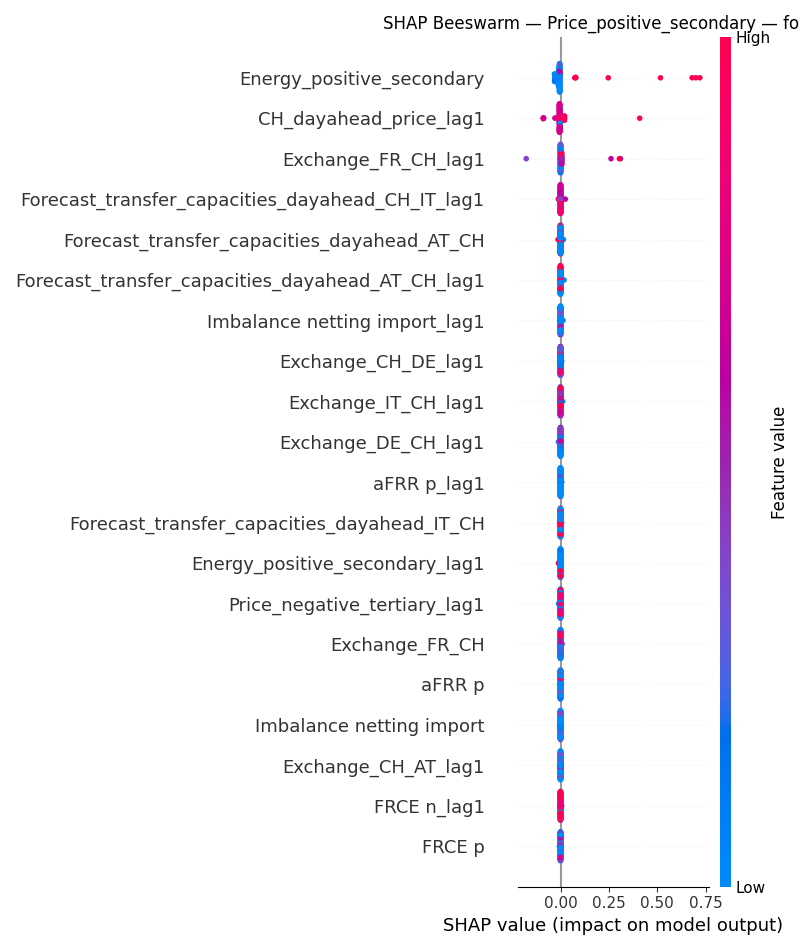 SHAP Beeswarm — Price_positive_secondary — fo
High
Energy_positive_secondary
CH_dayahead_price_lag1
Exchange_FR_CH_lag1
Forecast_transfer_capacities_dayahead_CH_IT_lag1
Forecast_transfer_capacities_dayahead_AT_CH
Forecast_transfer_capacities_dayahead_AT_CH_lag1
Imbalance netting import_lag1
Exchange_CH_DE_lag1
Exchange_IT_CH_lag1
Exchange_DE_CH_lag1
aFRR p_lag1
Forecast_transfer_capacities_dayahead_IT_CH
Energy_positive_secondary_lag1
Price_negative_tertiary_lag1
Exchange_FR_CH
aFRR p
Imbalance netting import
Exchange_CH_AT_lag1
FRCE n_lag1
FRCE p
Feature value
Low
0.00 0.25 0.50 0.75
SHAP value (impact on model output)